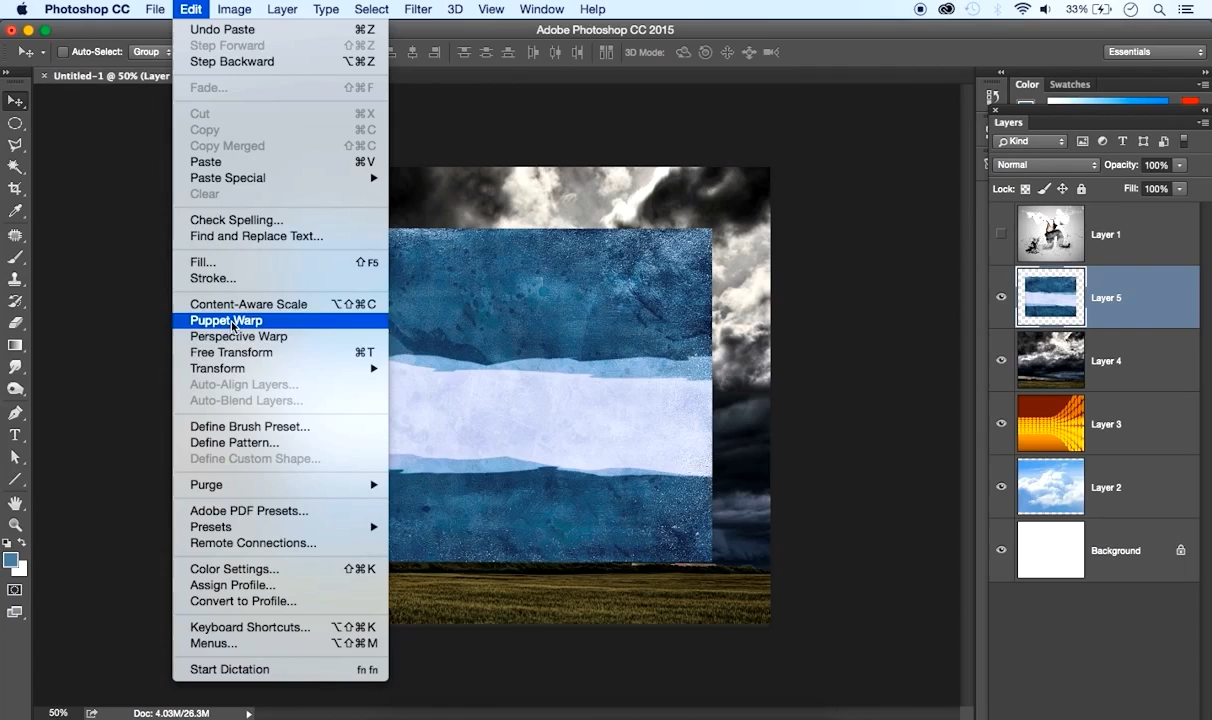 Photoshop CC File Edit Image Layer Type Select Filter 3D View Window Help 33%
Adobe Photoshop CC 2015
Auto-Select: Group 3D Mode: Essentials
Untitled-1 @ 50% (Layer
Undo Paste ⌘Z
Step Forward ⇧⌘Z
Step Backward ⌥⌘Z
Fade... ⇧⌘F
Cut ⌘X
Copy ⌘C
Copy Merged ⇧⌘C
Paste ⌘V
Paste Special
Clear
Check Spelling...
Find and Replace Text...
Fill... ⇧F5
Stroke...
Content-Aware Scale ⌥⇧⌘C
Puppet Warp
Perspective Warp
Free Transform ⌘T
Transform
Auto-Align Layers...
Auto-Blend Layers...
Define Brush Preset...
Define Pattern...
Define Custom Shape...
Purge
Adobe PDF Presets...
Presets
Remote Connections...
Color Settings... ⇧⌘K
Assign Profile...
Convert to Profile...
Keyboard Shortcuts... ⌥⇧⌘K
Menus... ⌥⇧⌘M
Start Dictation fn fn
Color Swatches
Layers
Kind
Normal Opacity: 100%
Lock: Fill: 100%
Layer 1
Layer 5
Layer 4
Layer 3
Layer 2
Background
50% Doc: 4.03M/26.3M